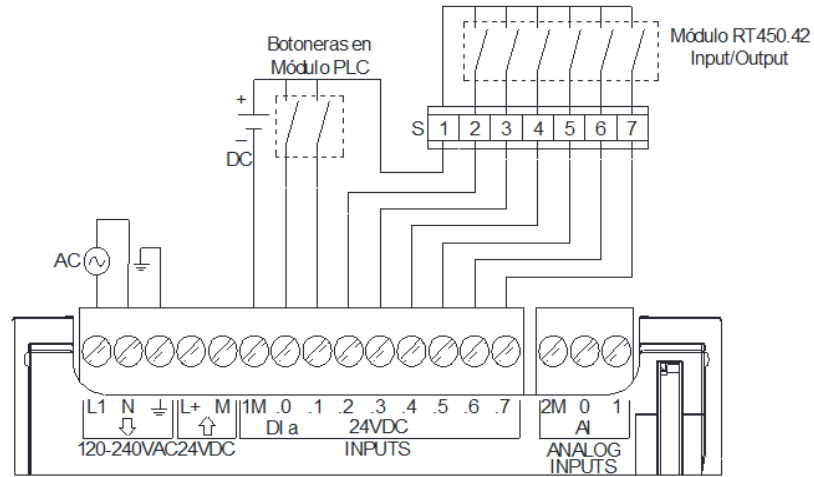 Botoneras en
Módulo PLC
Módulo RT450.42
Input/Output
+
–
DC
S 1 2 3 4 5 6 7
AC
L1 N L+ M 1M .0 .1 .2 .3 .4 .5 .6 .7 2M 0 1
DI a 24VDC AI
120-240VAC 24VDC INPUTS ANALOG
INPUTS